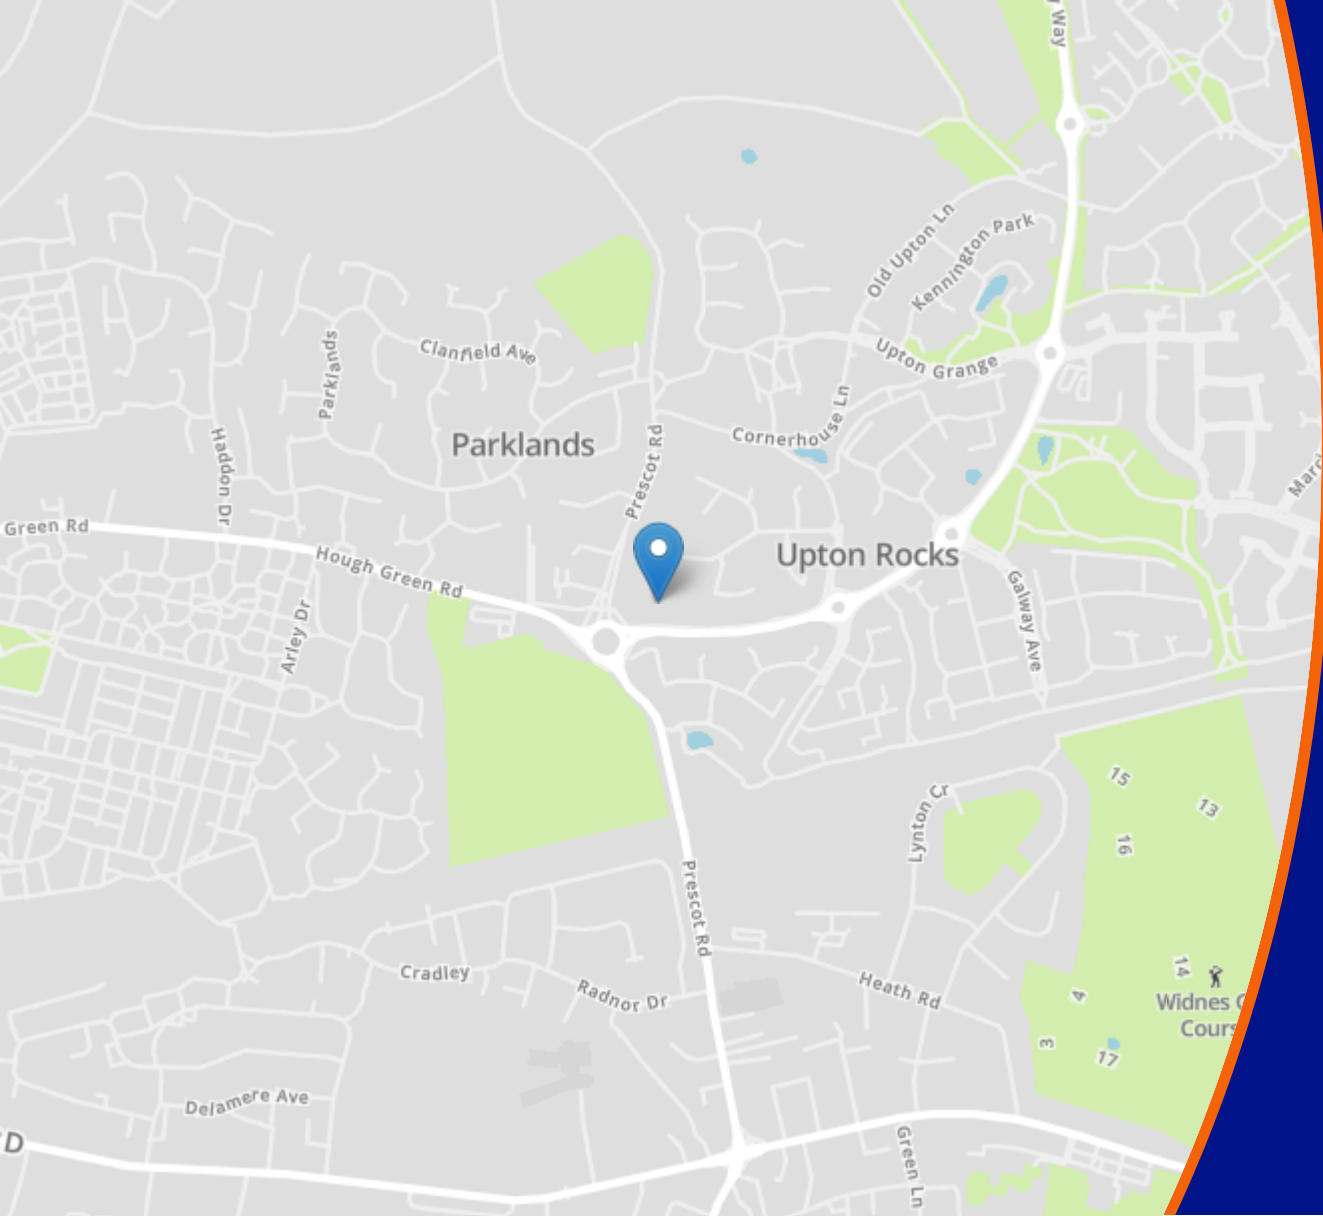 y Way
Old Upton Ln
Kennington Park
Parklands
Clanfield Ave
Upton Grange
Cornerhouse Ln
Parklands
Prescot Rd
Haddon Dr
Green Rd
Hough Green Rd
Upton Rocks
Galway Ave
Arley Dr
15
13
Lynton Cr
16
Prescot Rd
Cradley
Radnor Dr
Heath Rd
14
4
Widnes
Cours
3
17
Delamere Ave
D
Green Ln